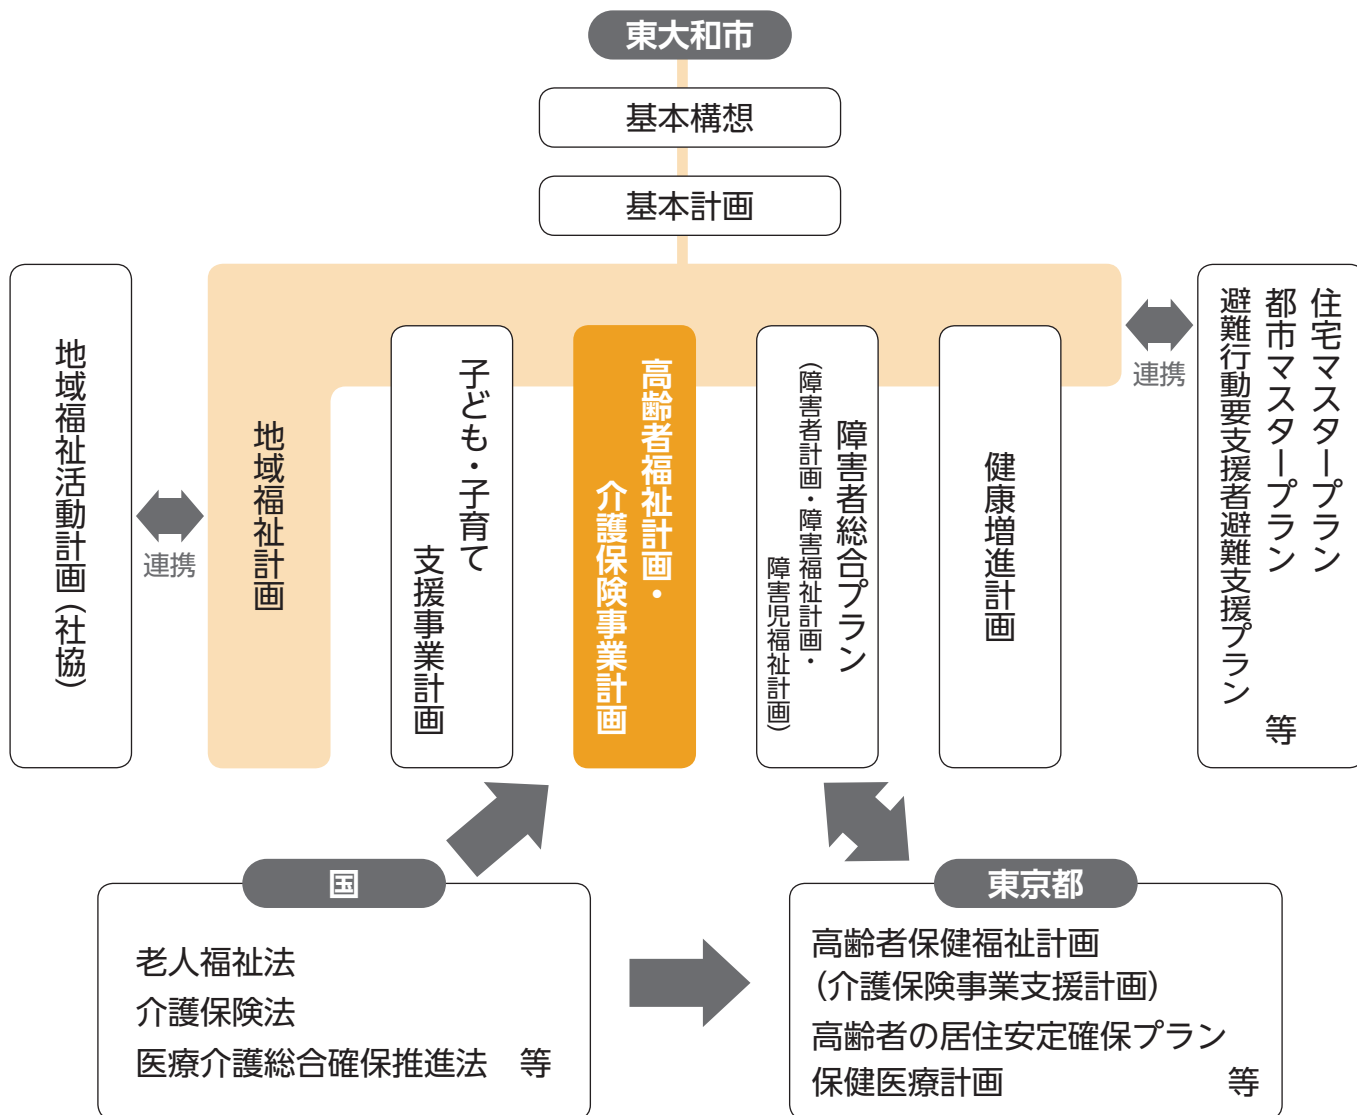 東大和市
基本構想
基本計画
地域福祉活動計画（社協）
連携
地域福祉計画
子ども・子育て
支援事業計画
高齢者福祉計画・
介護保険事業計画
障害者総合プラン
（障害者計画・障害福祉計画・
障害児福祉計画）
健康増進計画
連携
住宅マスタープラン
都市マスタープラン
避難行動要支援者避難支援プラン 等
国
老人福祉法
介護保険法
医療介護総合確保推進法 等
東京都
高齢者保健福祉計画
（介護保険事業支援計画）
高齢者の居住安定確保プラン
保健医療計画 等